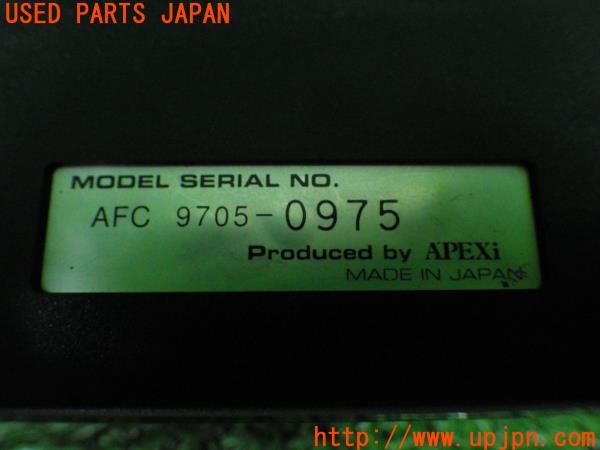 USED PARTS JAPAN
MODEL SERIAL NO.
AFC 9705-0975
Produced by APEXi
MADE IN JAPAN
http://www.upjpn.com/